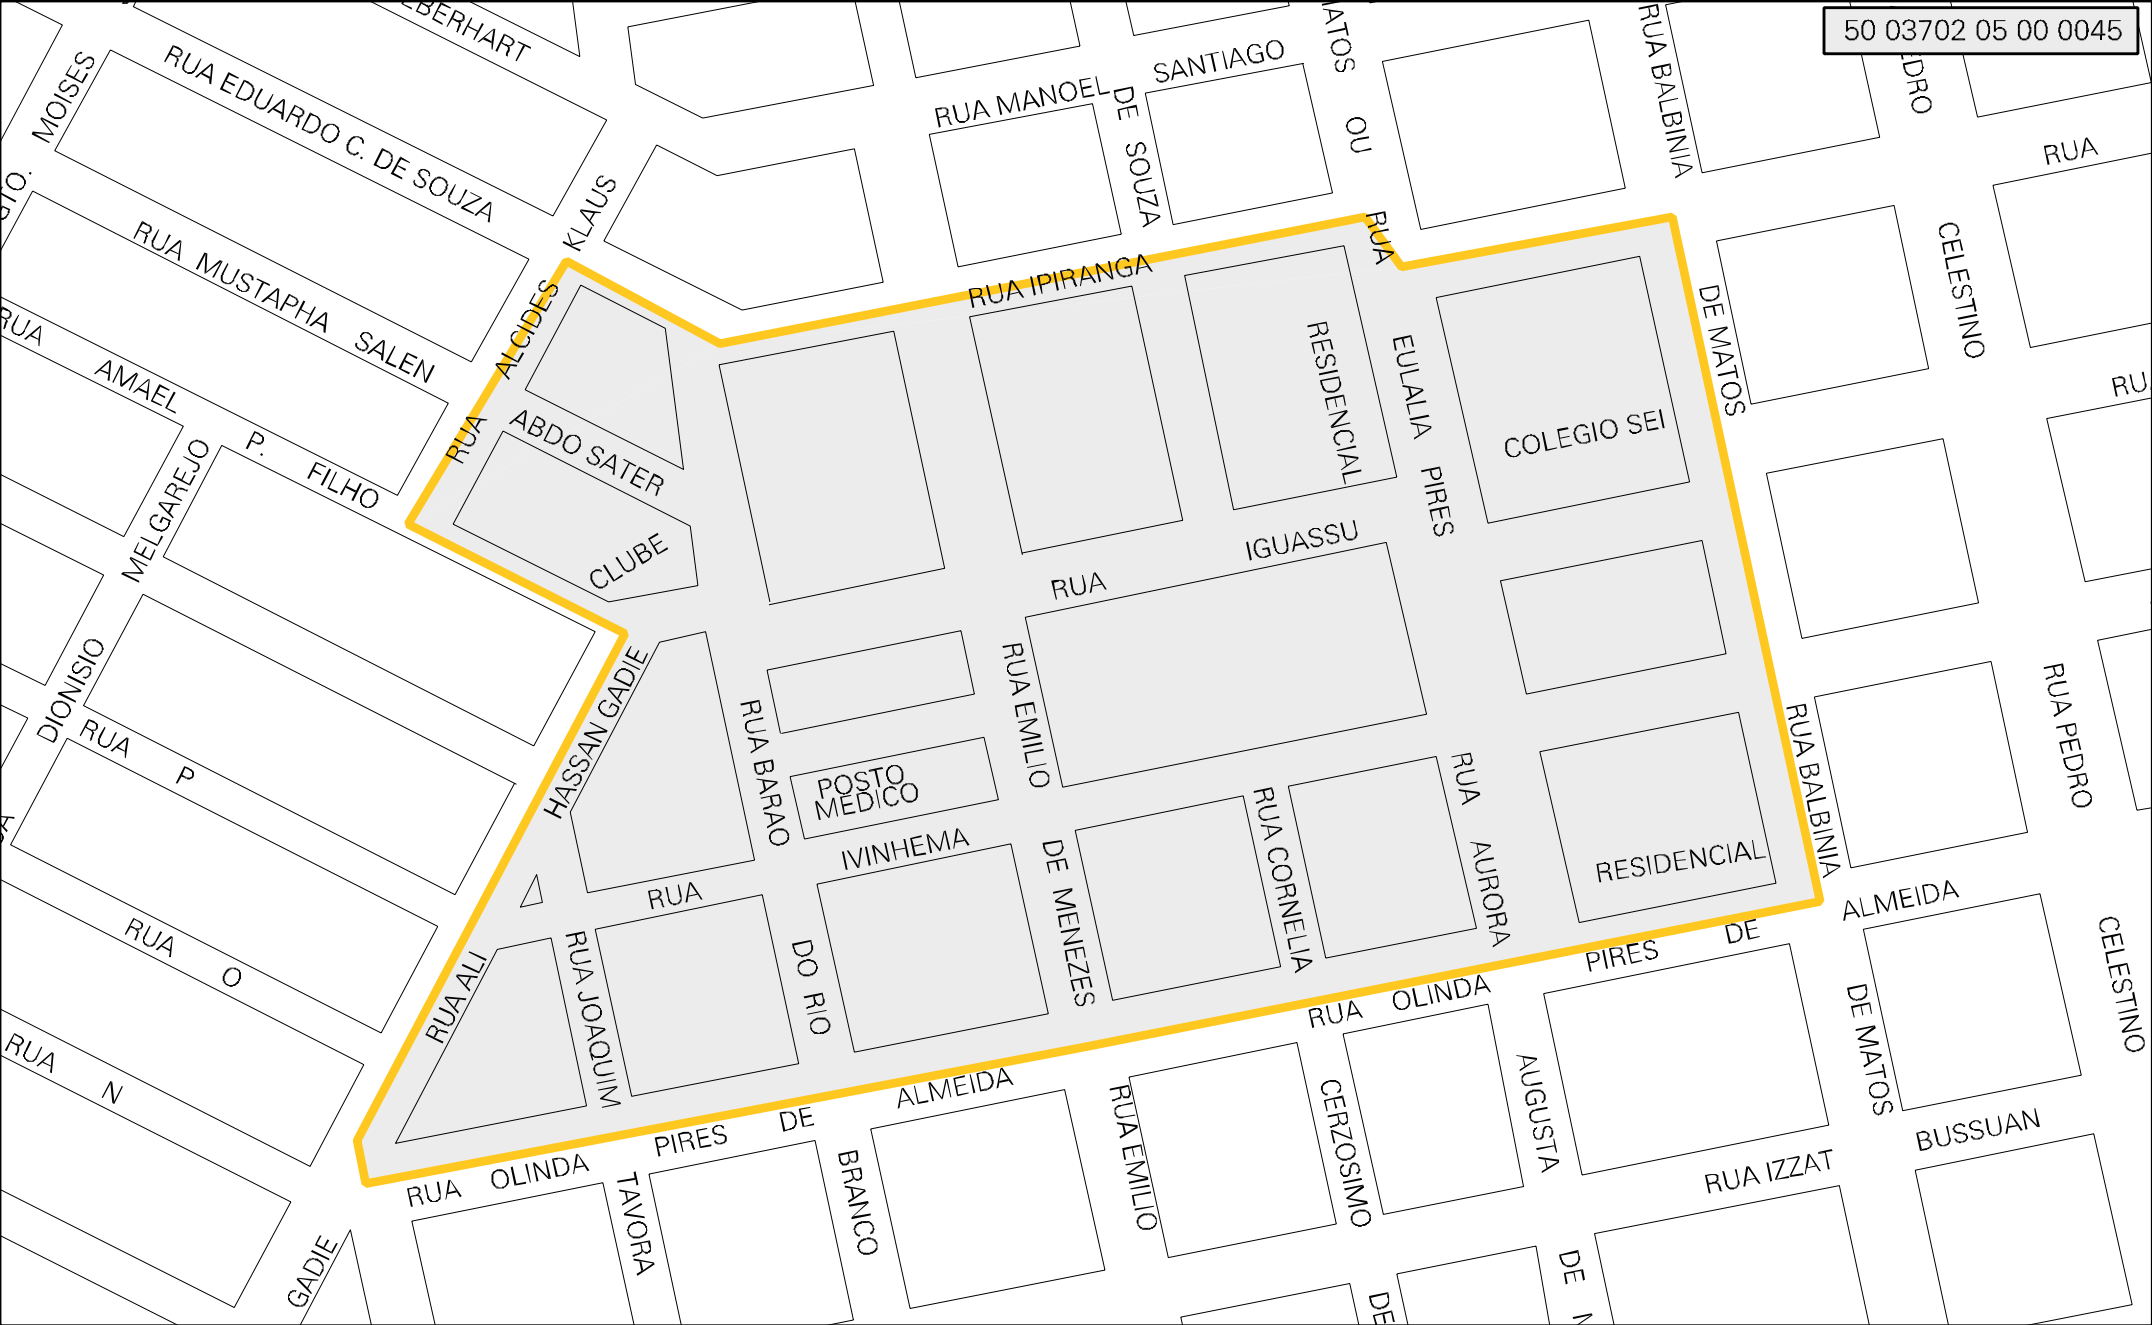 50 03702 05 00 0045
EBERHART
MOISES
RUA EDUARDO C. DE SOUZA
KLAUS
RUA MUSTAPHA SALEN
RUA AMAEL P. FILHO
RUA ALCIDES
ABDO SATER
CLUBE
MELGAREJO
DIONISIO
RUA P
RUA O
RUA N
HASSAN GADIE
RUA ALI
GADIE
RUA MANOEL
SANTIAGO
DE SOUZA
OU
RUA
RUA IPIRANGA
RESIDENCIAL
EULALIA PIRES
COLEGIO SEI
RUA BALBINIA
DE MATOS
RUA
CELESTINO
RUA IGUASSU
RUA EMILIO
RUA BARAO
POSTO
MEDICO
RUA IVINHEMA
DE MENEZES
RUA CORNELIA
RUA AURORA
RESIDENCIAL
RUA BALBINIA
RUA PEDRO
CELESTINO
RUA JOAQUIM
DO RIO
RUA OLINDA PIRES DE ALMEIDA
RUA OLINDA PIRES DE ALMEIDA
TAVORA
BRANCO
RUA EMILIO
CERZOSIMO
AUGUSTA
DE MATOS
RUA IZZAT BUSSUAN
DE
DE